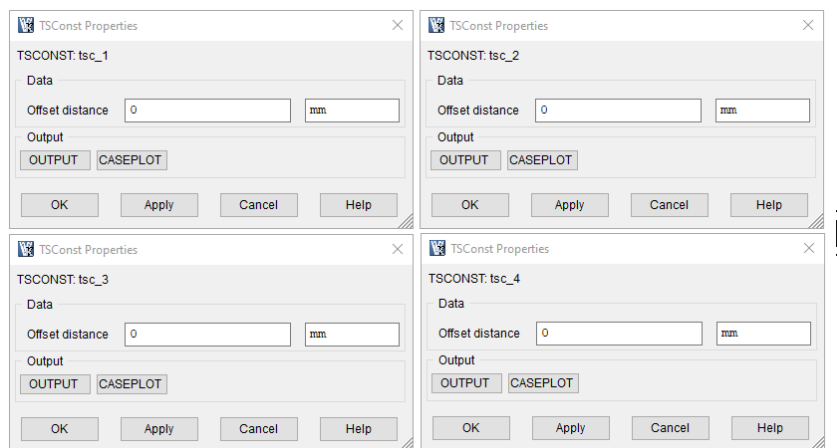 TSConst Properties
TSCONST: tsc_1
Data
Offset distance 0 mm
Output
OUTPUT CASEPLOT
OK Apply Cancel Help
TSConst Properties
TSCONST: tsc_2
Data
Offset distance 0 mm
Output
OUTPUT CASEPLOT
OK Apply Cancel Help
TSConst Properties
TSCONST: tsc_3
Data
Offset distance 0 mm
Output
OUTPUT CASEPLOT
OK Apply Cancel Help
TSConst Properties
TSCONST: tsc_4
Data
Offset distance 0 mm
Output
OUTPUT CASEPLOT
OK Apply Cancel Help